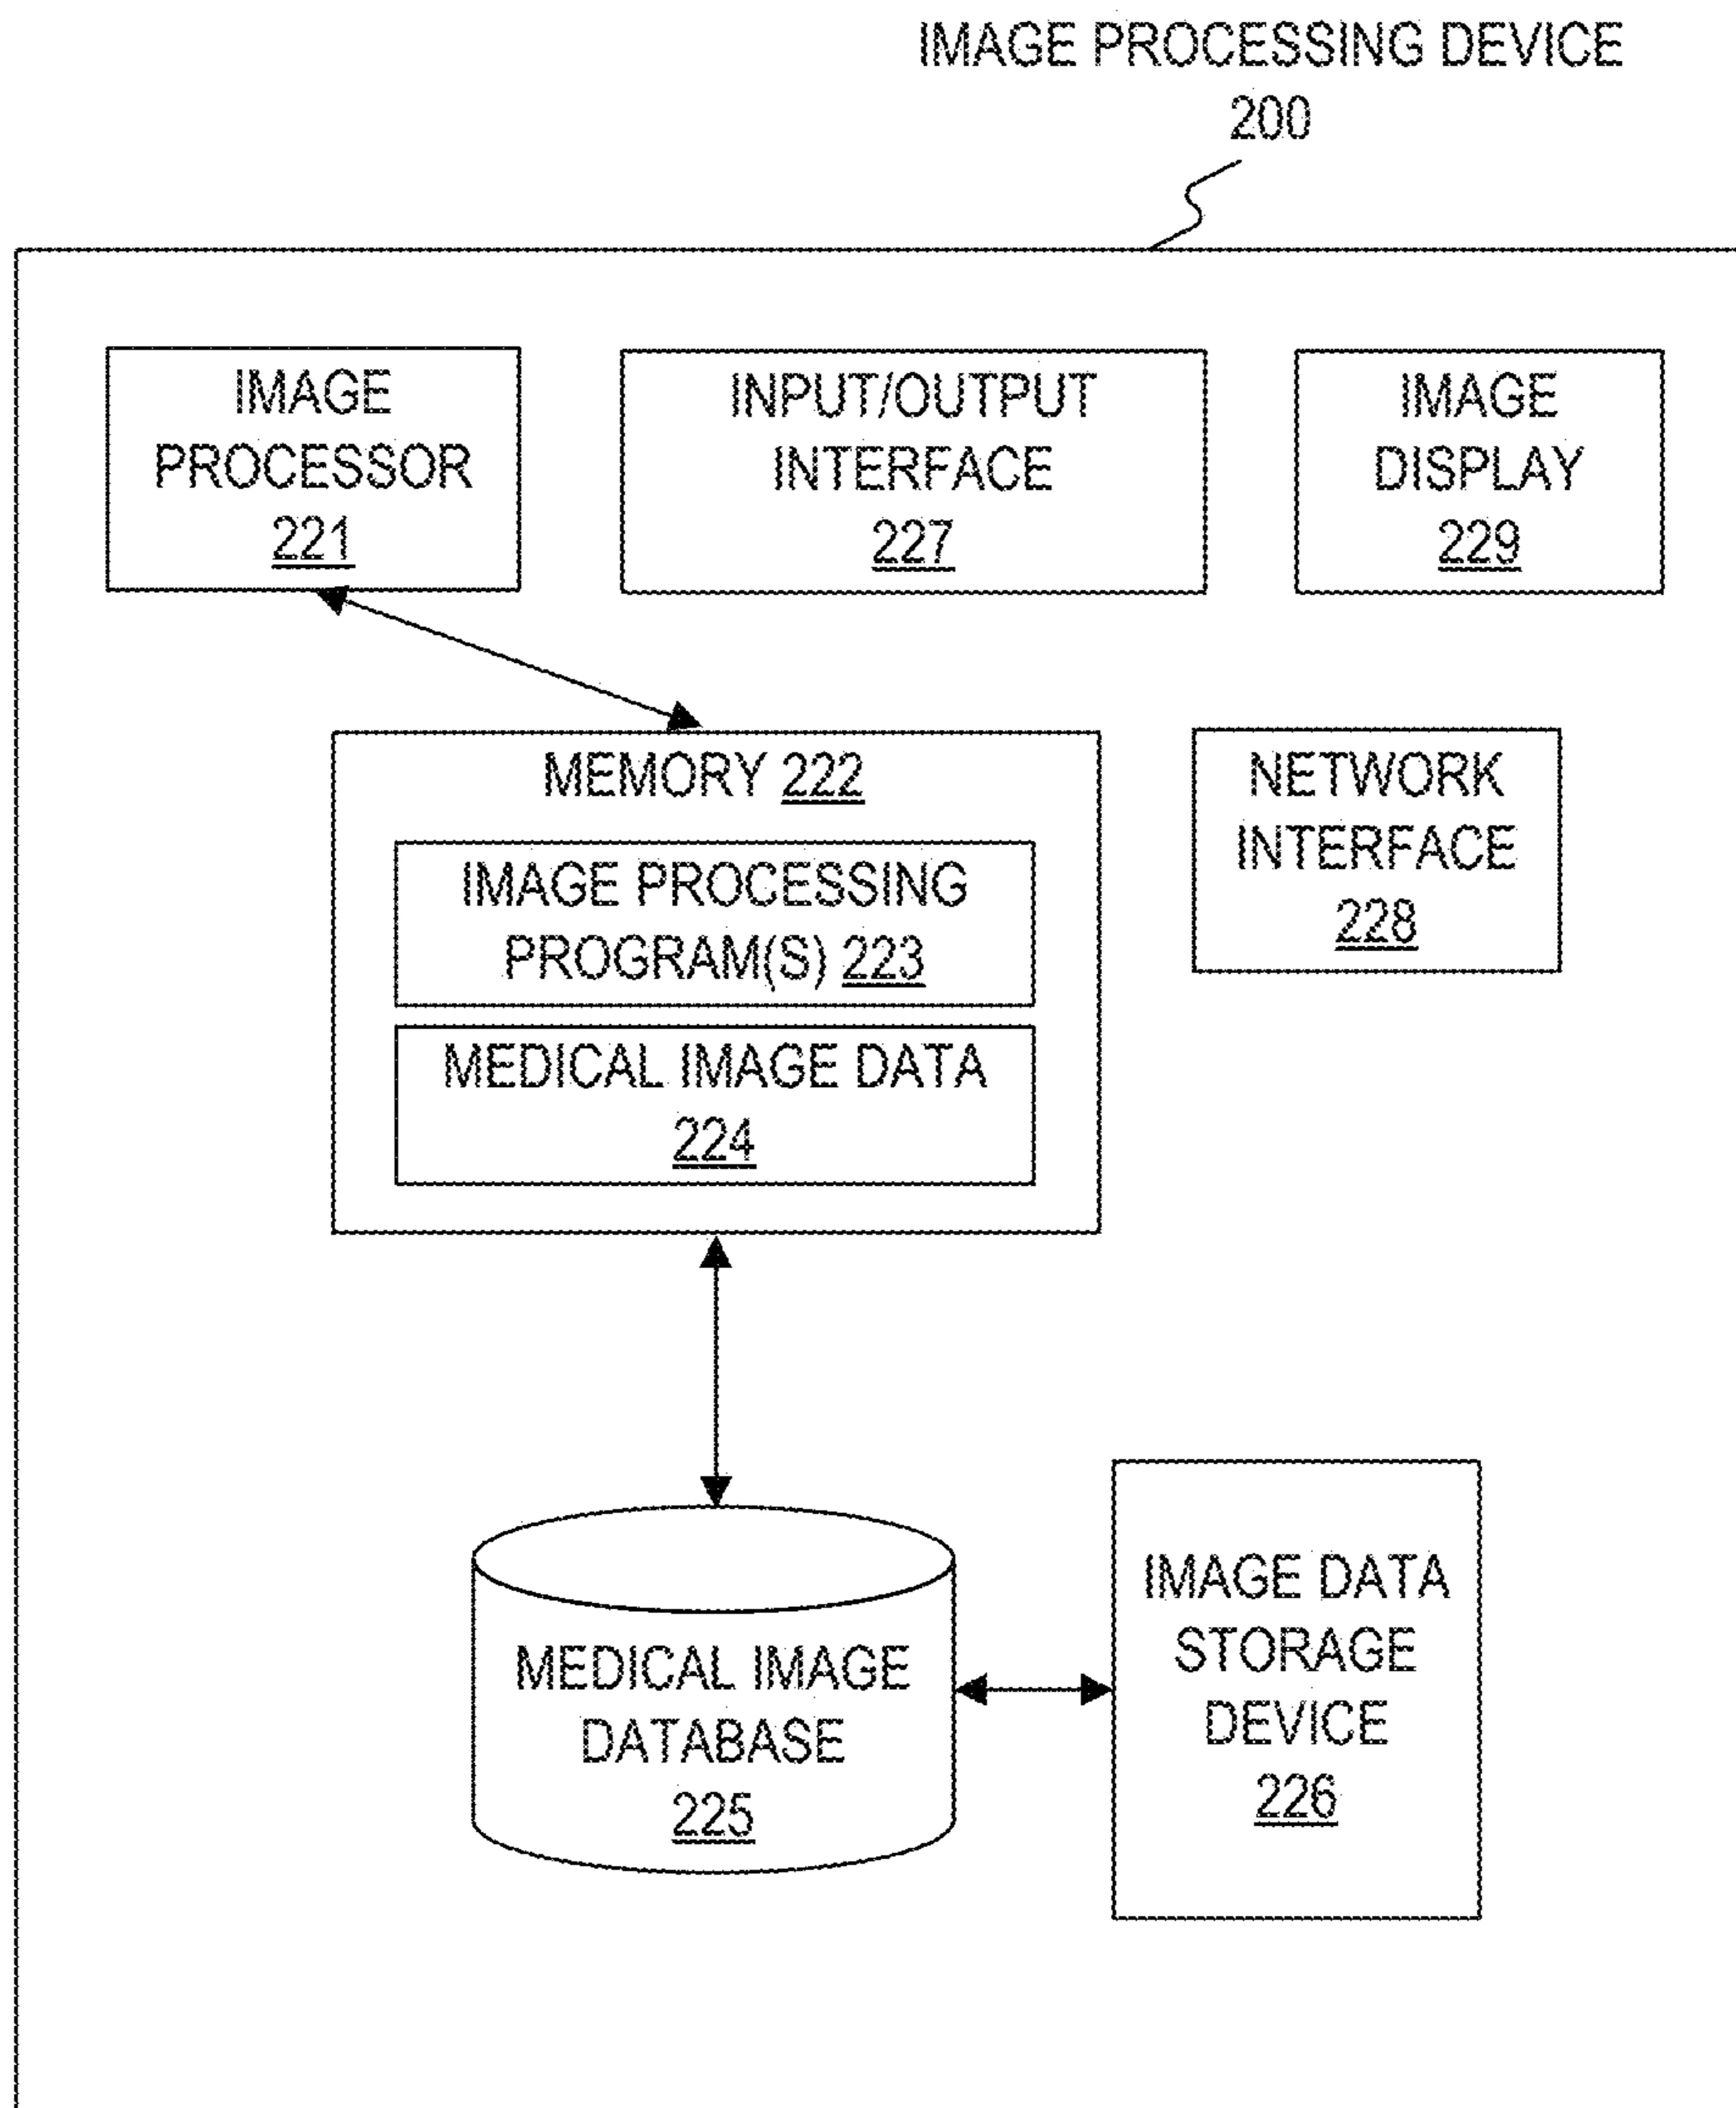 IMAGE PROCESSING DEVICE
200
IMAGE
PROCESSOR
221
INPUT/OUTPUT
INTERFACE
227
IMAGE
DISPLAY
229
MEMORY 222
IMAGE PROCESSING
PROGRAM(S) 223
MEDICAL IMAGE DATA
224
NETWORK
INTERFACE
228
MEDICAL IMAGE
DATABASE
225
IMAGE DATA
STORAGE
DEVICE
226